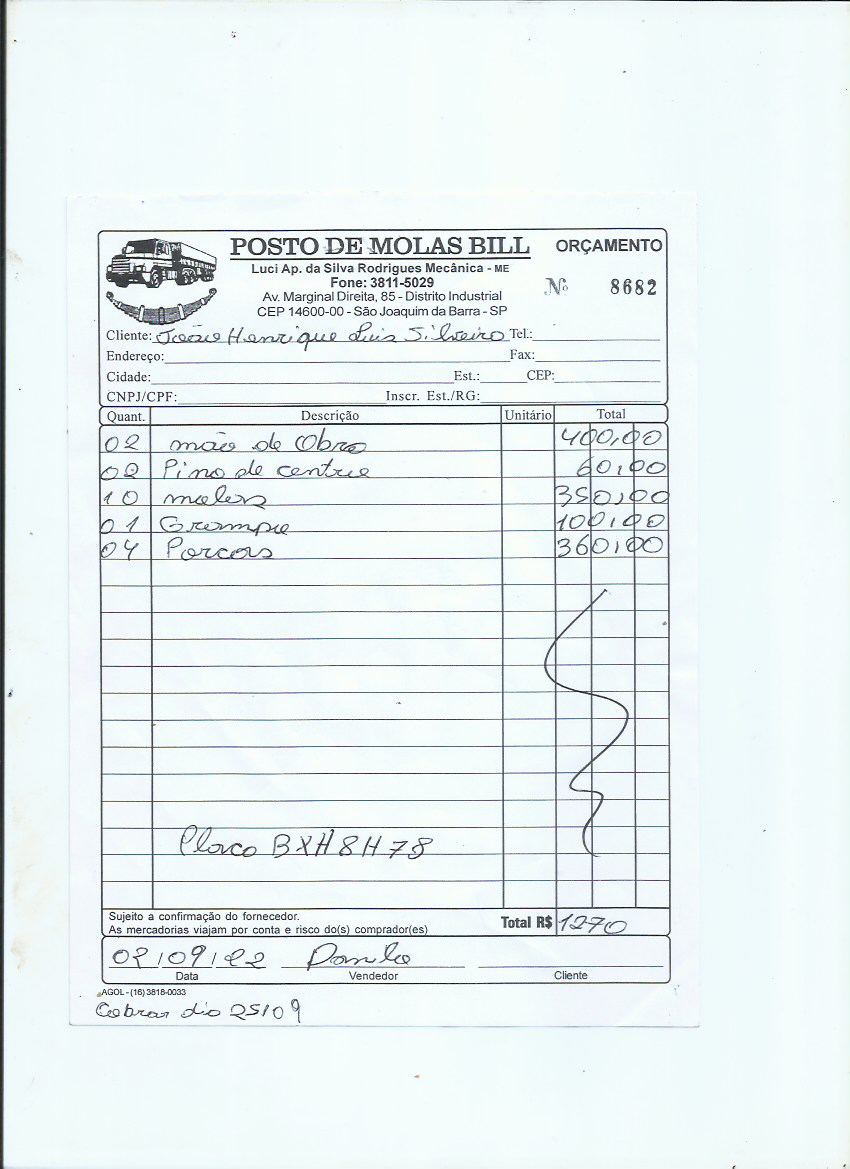 POSTO DE MOLAS BILL ORÇAMENTO
Luci Ap. da Silva Rodrigues Mecânica - ME
Fone: 3811-5029 Nº 8682
Av. Marginal Direita, 85 - Distrito Industrial
CEP 14600-00 - São Joaquim da Barra - SP
Cliente: João Henrique Luis Silveira Tel.:
Endereço: Fax:
Cidade: Est.: CEP:
CNPJ/CPF: Inscr. Est./RG:
Quant. Descrição Unitário Total
02 mão de Obra 400,00
02 Pino de centro 60,00
10 molas 350,00
01 Grampo 100,00
04 Porcas 360,00
Placa BXH8H78
Sujeito a confirmação do fornecedor.
As mercadorias viajam por conta e risco do(s) comprador(es) Total R$ 1270
02/09/22 Danilo
Data Vendedor Cliente
AGOL - (16) 3818-0033
Cobrar dia 25/09